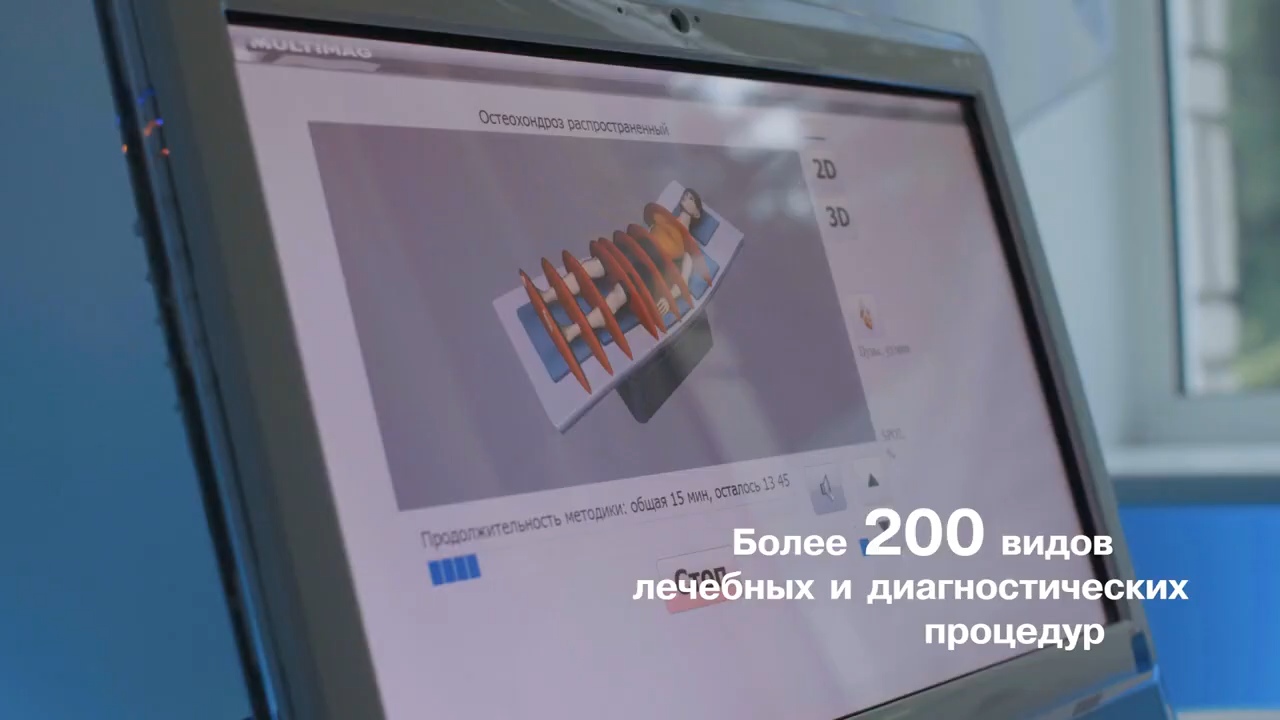 MULTIMAG
Остеохондроз распространенный
2D
3D
Продолжительность методики: общая 15 мин, осталось 13 45
Стоп
Более 200 видов
лечебных и диагностических
процедур